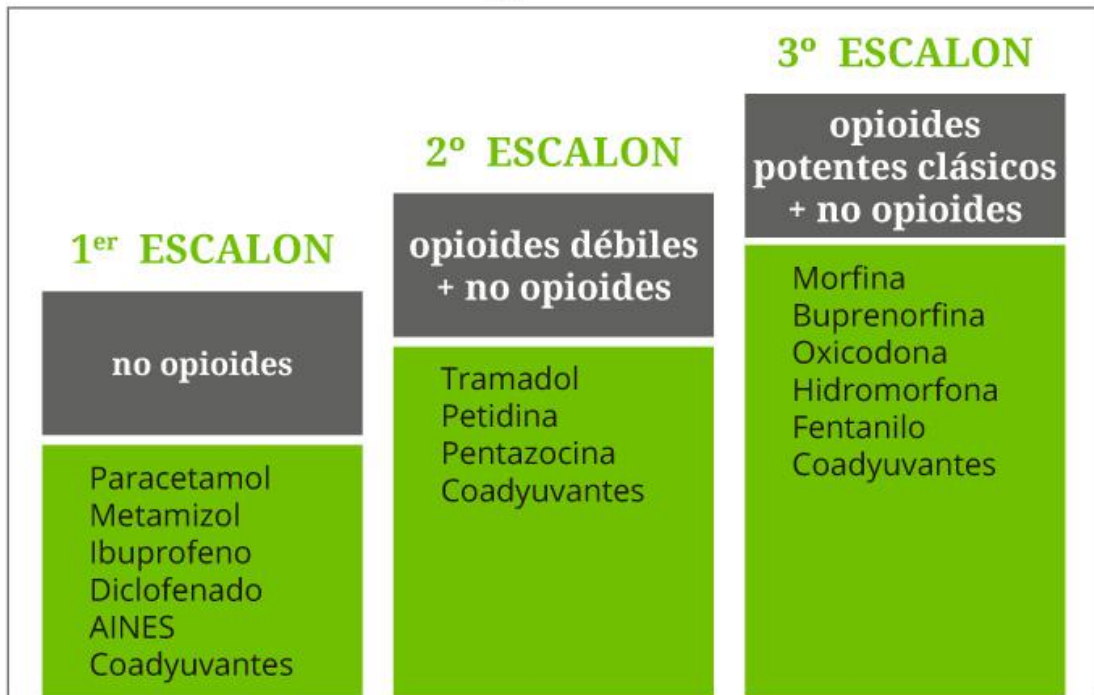 1er ESCALON
no opioides
Paracetamol
Metamizol
Ibuprofeno
Diclofenado
AINES
Coadyuvantes
2º ESCALON
opioides débiles
+ no opioides
Tramadol
Petidina
Pentazocina
Coadyuvantes
3º ESCALON
opioides
potentes clásicos
+ no opioides
Morfina
Buprenorfina
Oxicodona
Hidromorfona
Fentanilo
Coadyuvantes